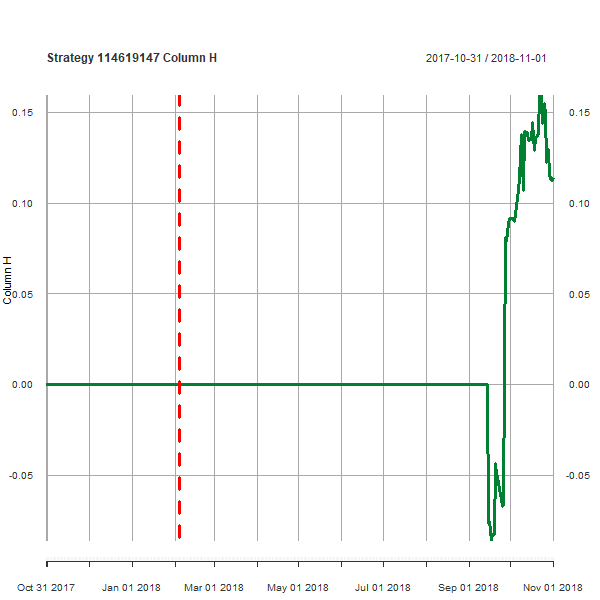 Strategy 114619147 Column H
2017-10-31 / 2018-11-01
0.15 0.15
0.10 0.10
Column H
0.05 0.05
0.00 0.00
-0.05 -0.05
Oct 31 2017 Jan 01 2018 Mar 01 2018 May 01 2018 Jul 01 2018 Sep 01 2018 Nov 01 2018